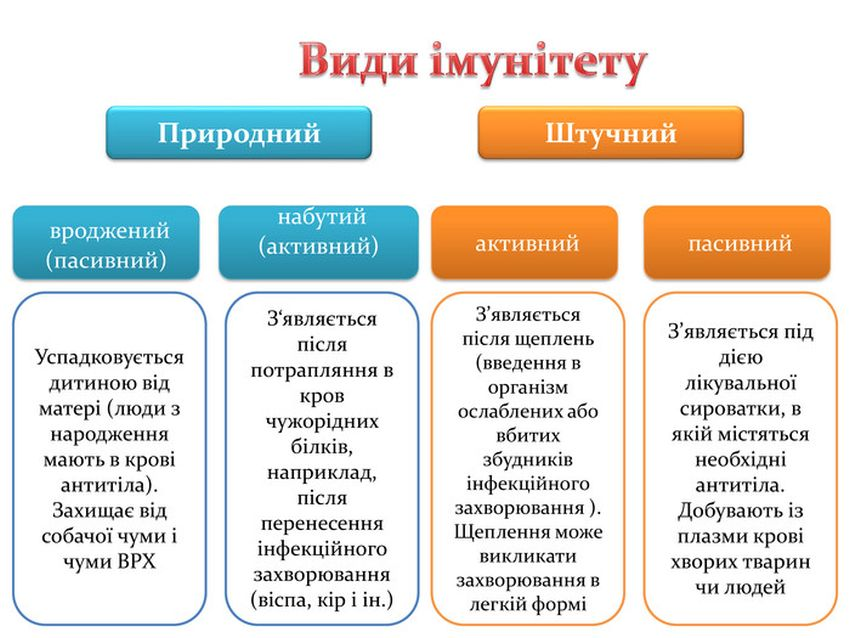 Види імунітету
Природний
Штучний
вроджений
(пасивний)
набутий
(активний)
активний
пасивний
Успадковується
дитиною від
матері (люди з
народження
мають в крові
антитіла).
Захищає від
собачої чуми і
чуми ВРХ
З‘являється
після
потрапляння в
кров
чужорідних
білків,
наприклад,
після
перенесення
інфекційного
захворювання
(віспа, кір і ін.)
З’являється
після щеплень
(введення в
організм
ослаблених або
вбитих
збудників
інфекційного
захворювання ).
Щеплення може
викликати
захворювання в
легкій формі
З’являється під
дією
лікувальної
сироватки, в
якій містяться
необхідні
антитіла.
Добувають із
плазми крові
хворих тварин
чи людей